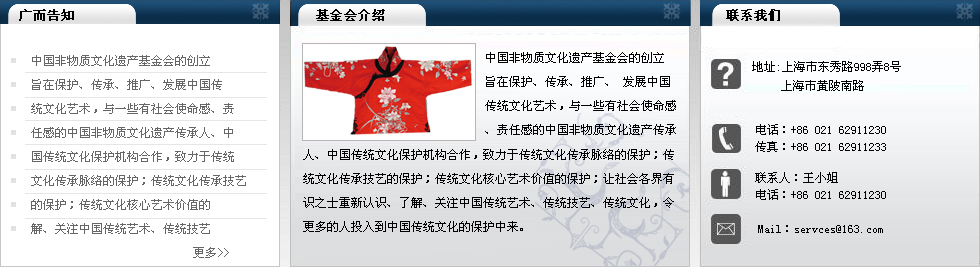 广而告知
中国非物质文化遗产基金会的创立
旨在保护、传承、推广、发展中国传
统文化艺术，与一些有社会使命感、责
任感的中国非物质文化遗产传承人、中
国传统文化保护机构合作，致力于传统
文化传承脉络的保护；传统文化传承技艺
的保护；传统文化核心艺术价值的
解、关注中国传统艺术、传统技艺
更多>>
基金会介绍
中国非物质文化遗产基金会的创立
旨在保护、传承、推广、 发展中国
传统文化艺术，与一些有社会使命感
、责任感的中国非物质文化遗产传承
人、中国传统文化保护机构合作，致力于传统文化传承脉络的保护；传
统文化传承技艺的保护；传统文化核心艺术价值的保护；让社会各界有
识之士重新认识、了解、关注中国传统艺术、传统技艺、传统文化，令
更多的人投入到中国传统文化的保护中来。
联系我们
地址:上海市东秀路998弄8号
上海市黄陂南路
电话：+86 021 62911230
传真：+86 021 62911233
联系人：王小姐
电话：+86 021 62911230
Mail：servces@163.com